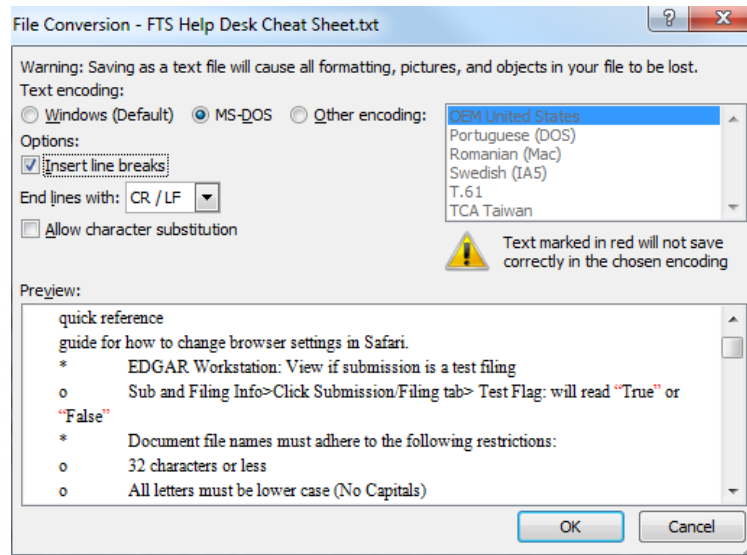 File Conversion - FTS Help Desk Cheat Sheet.txt
Warning: Saving as a text file will cause all formatting, pictures, and objects in your file to be lost.
Text encoding:
Windows (Default) MS-DOS Other encoding:
OEM United States
Portuguese (DOS)
Romanian (Mac)
Swedish (IA5)
T.61
TCA Taiwan
Options:
Insert line breaks
End lines with: CR / LF
Allow character substitution
Text marked in red will not save
correctly in the chosen encoding
Preview:
quick reference
guide for how to change browser settings in Safari.
* EDGAR Workstation: View if submission is a test filing
o Sub and Filing Info>Click Submission/Filing tab> Test Flag: will read “True” or
“False”
* Document file names must adhere to the following restrictions:
o 32 characters or less
o All letters must be lower case (No Capitals)
OK Cancel